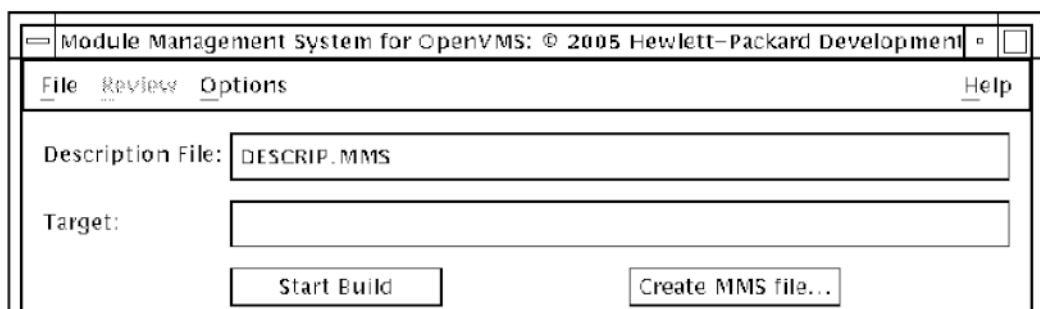 Module Management System for OpenVMS: © 2005 Hewlett-Packard Development
File Review Options Help
Description File: DESCRIP.MMS
Target:
Start Build Create MMS file...